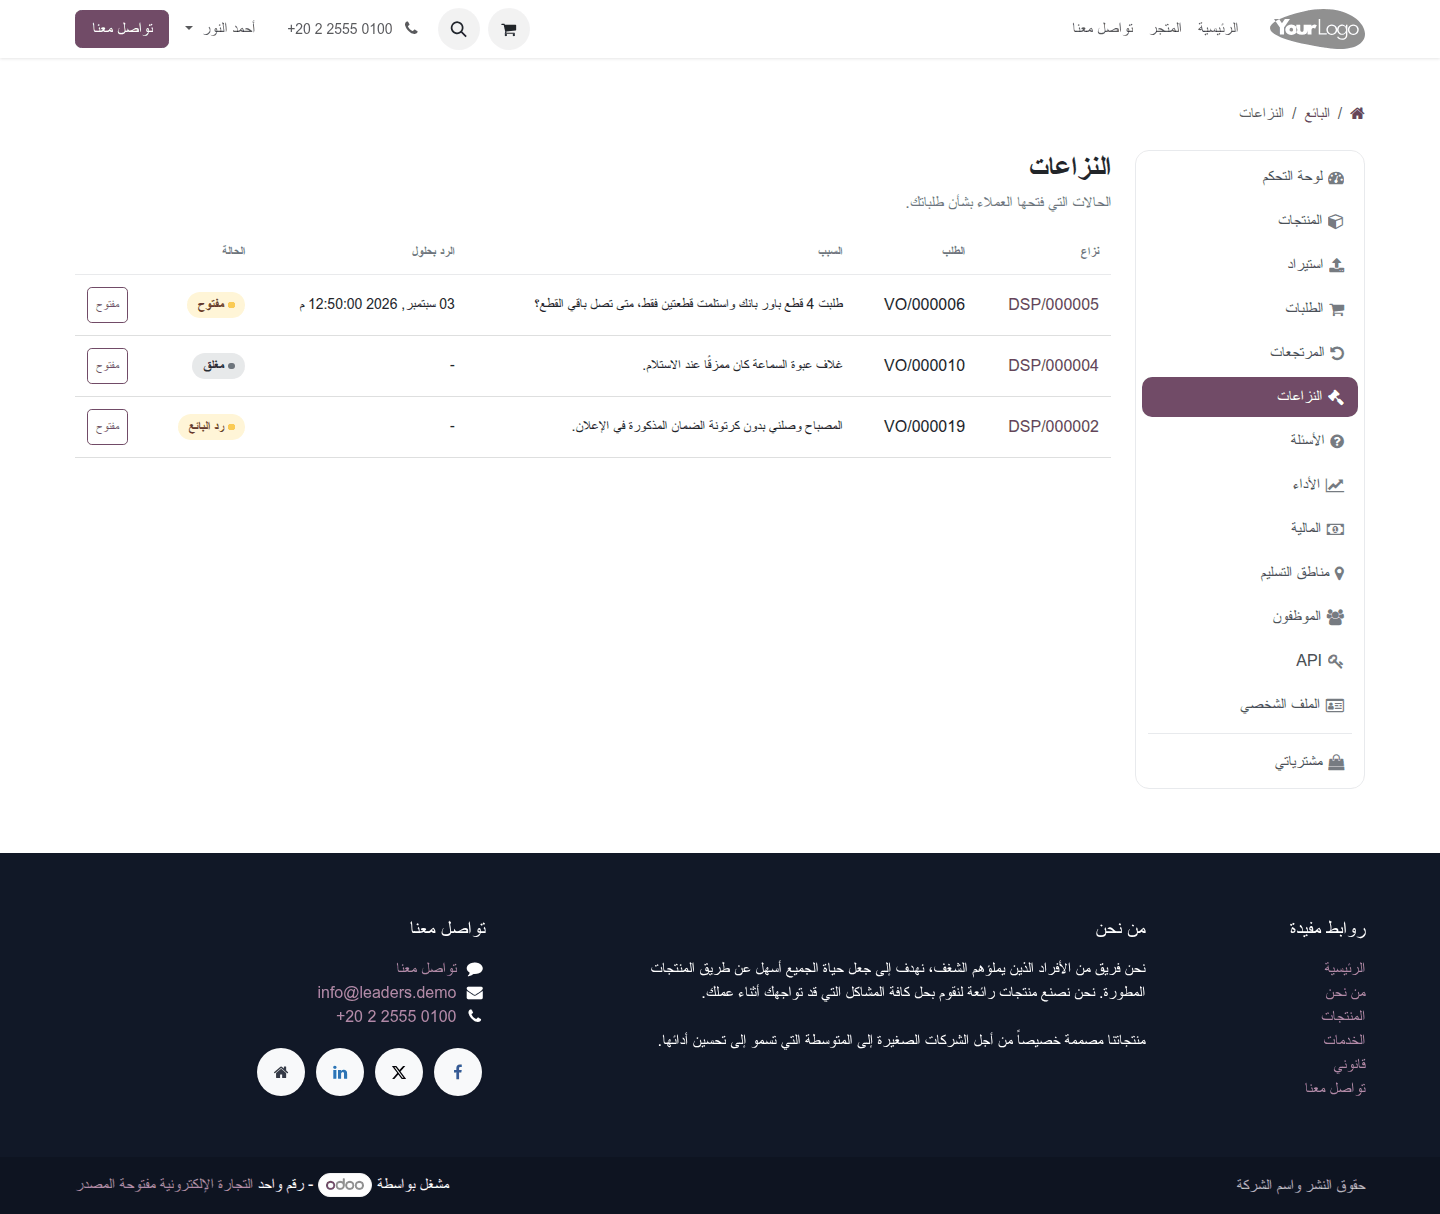 YourLogo
الرئيسية
المتجر
تواصل معنا
+20 2 2555 0100
أحمد النور
تواصل معنا
/ البائع / النزاعات
لوحة التحكم
المنتجات
استيراد
الطلبات
المرتجعات
النزاعات
الأسئلة
الأداء
المالية
مناطق التسليم
الموظفون
API
الملف الشخصي
مشترياتي
النزاعات
الحالات التي فتحها العملاء بشأن طلباتك.
نزاع الطلب السبب الرد بحلول الحالة
DSP/000005 VO/000006 طلبت 4 قطع باور بانك واستلمت قطعتين فقط، متى تصل باقي القطع؟ 03 سبتمبر, 2026 12:50:00 م مفتوح مفتوح
DSP/000004 VO/000010 غلاف عبوة السماعة كان ممزقًا عند الاستلام. - مغلق مفتوح
DSP/000002 VO/000019 المصباح وصلني بدون كرتونة الضمان المذكورة في الإعلان. - رد البائع مفتوح
روابط مفيدة
الرئيسية
من نحن
المنتجات
الخدمات
قانوني
تواصل معنا
من نحن
نحن فريق من الأفراد الذين يملؤهم الشغف، نهدف إلى جعل حياة الجميع أسهل عن طريق المنتجات
المطورة. نحن نصنع منتجات رائعة لنقوم بحل كافة المشاكل التي قد تواجهك أثناء عملك.
منتجاتنا مصممة خصيصاً من أجل الشركات الصغيرة إلى المتوسطة التي تسمو إلى تحسين أدائها.
تواصل معنا
تواصل معنا
info@leaders.demo
+20 2 2555 0100
حقوق النشر واسم الشركة
مشغل بواسطة odoo - رقم واحد التجارة الإلكترونية مفتوحة المصدر